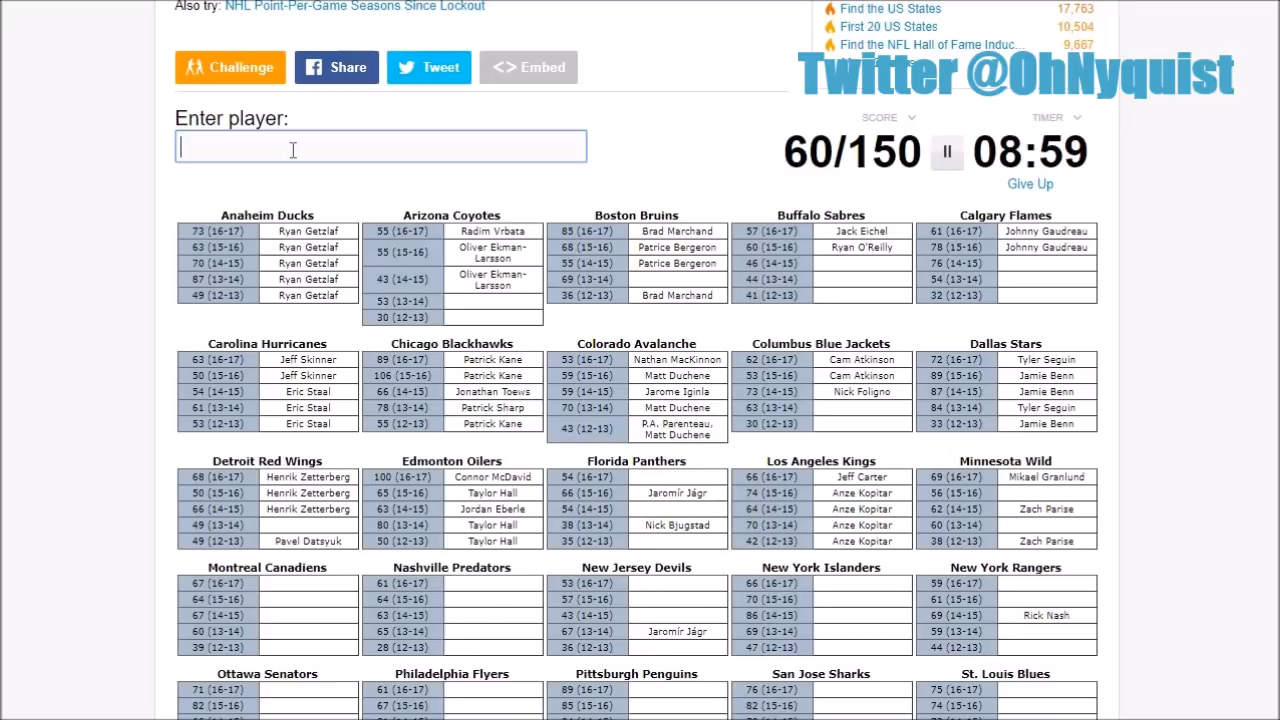 Also try: NHL Point-Per-Game Seasons Since Lockout
Find the US States 17,763
First 20 US States 10,504
Find the NFL Hall of Fame Induc... 9,667
Twitter @OhNyquist
Challenge Share Tweet <> Embed
Enter player:
SCORE TIMER
60/150 08:59
Give Up
Anaheim Ducks Arizona Coyotes Boston Bruins Buffalo Sabres Calgary Flames
73 (16-17) Ryan Getzlaf
63 (15-16) Ryan Getzlaf
70 (14-15) Ryan Getzlaf
87 (13-14) Ryan Getzlaf
49 (12-13) Ryan Getzlaf
55 (16-17) Radim Vrbata
55 (15-16) Oliver Ekman-
Larsson
43 (14-15) Oliver Ekman-
Larsson
53 (13-14)
30 (12-13)
85 (16-17) Brad Marchand
68 (15-16) Patrice Bergeron
55 (14-15) Patrice Bergeron
69 (13-14)
36 (12-13) Brad Marchand
57 (16-17) Jack Eichel
60 (15-16) Ryan O'Reilly
46 (14-15)
44 (13-14)
41 (12-13)
61 (16-17) Johnny Gaudreau
78 (15-16) Johnny Gaudreau
76 (14-15)
54 (13-14)
32 (12-13)
Carolina Hurricanes Chicago Blackhawks Colorado Avalanche Columbus Blue Jackets Dallas Stars
63 (16-17) Jeff Skinner
50 (15-16) Jeff Skinner
54 (14-15) Eric Staal
61 (13-14) Eric Staal
53 (12-13) Eric Staal
89 (16-17) Patrick Kane
106 (15-16) Patrick Kane
66 (14-15) Jonathan Toews
78 (13-14) Patrick Sharp
55 (12-13) Patrick Kane
53 (16-17) Nathan MacKinnon
59 (15-16) Matt Duchene
59 (14-15) Jarome Iginla
70 (13-14) Matt Duchene
43 (12-13) P.A. Parenteau,
Matt Duchene
62 (16-17) Cam Atkinson
53 (15-16) Cam Atkinson
73 (14-15) Nick Foligno
63 (13-14)
30 (12-13)
72 (16-17) Tyler Seguin
89 (15-16) Jamie Benn
87 (14-15) Jamie Benn
84 (13-14) Tyler Seguin
33 (12-13) Jamie Benn
Detroit Red Wings Edmonton Oilers Florida Panthers Los Angeles Kings Minnesota Wild
68 (16-17) Henrik Zetterberg
50 (15-16) Henrik Zetterberg
66 (14-15) Henrik Zetterberg
49 (13-14)
49 (12-13) Pavel Datsyuk
100 (16-17) Connor McDavid
65 (15-16) Taylor Hall
63 (14-15) Jordan Eberle
80 (13-14) Taylor Hall
50 (12-13) Taylor Hall
54 (16-17)
66 (15-16) Jaromír Jágr
54 (14-15)
38 (13-14) Nick Bjugstad
35 (12-13)
66 (16-17) Jeff Carter
74 (15-16) Anze Kopitar
64 (14-15) Anze Kopitar
70 (13-14) Anze Kopitar
42 (12-13) Anze Kopitar
69 (16-17) Mikael Granlund
56 (15-16)
62 (14-15) Zach Parise
60 (13-14)
38 (12-13) Zach Parise
Montreal Canadiens Nashville Predators New Jersey Devils New York Islanders New York Rangers
67 (16-17)
64 (15-16)
67 (14-15)
60 (13-14)
39 (12-13)
61 (16-17)
64 (15-16)
63 (14-15)
65 (13-14)
28 (12-13)
53 (16-17)
57 (15-16)
43 (14-15)
67 (13-14) Jaromír Jágr
36 (12-13)
66 (16-17)
70 (15-16)
86 (14-15)
69 (13-14)
47 (12-13)
59 (16-17)
61 (15-16)
69 (14-15) Rick Nash
59 (13-14)
44 (12-13)
Ottawa Senators Philadelphia Flyers Pittsburgh Penguins San Jose Sharks St. Louis Blues
71 (16-17)
82 (15-16)
61 (16-17)
67 (15-16)
89 (16-17)
85 (15-16)
76 (16-17)
78 (15-16)
75 (16-17)
74 (15-16)